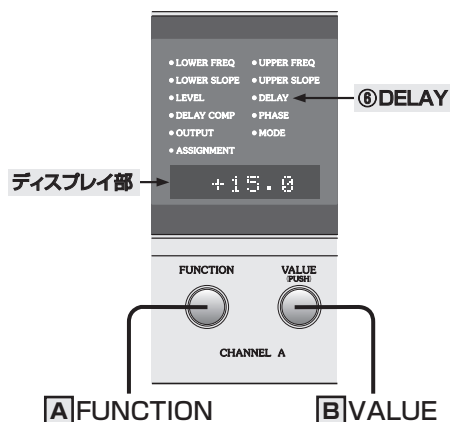 • LOWER FREQ • UPPER FREQ
• LOWER SLOPE • UPPER SLOPE
• LEVEL • DELAY
⑥DELAY
• DELAY COMP • PHASE
• OUTPUT • MODE
• ASSIGNMENT
ディスプレイ部
+15.0
FUNCTION VALUE
(PUSH)
CHANNEL A
A FUNCTION
B VALUE